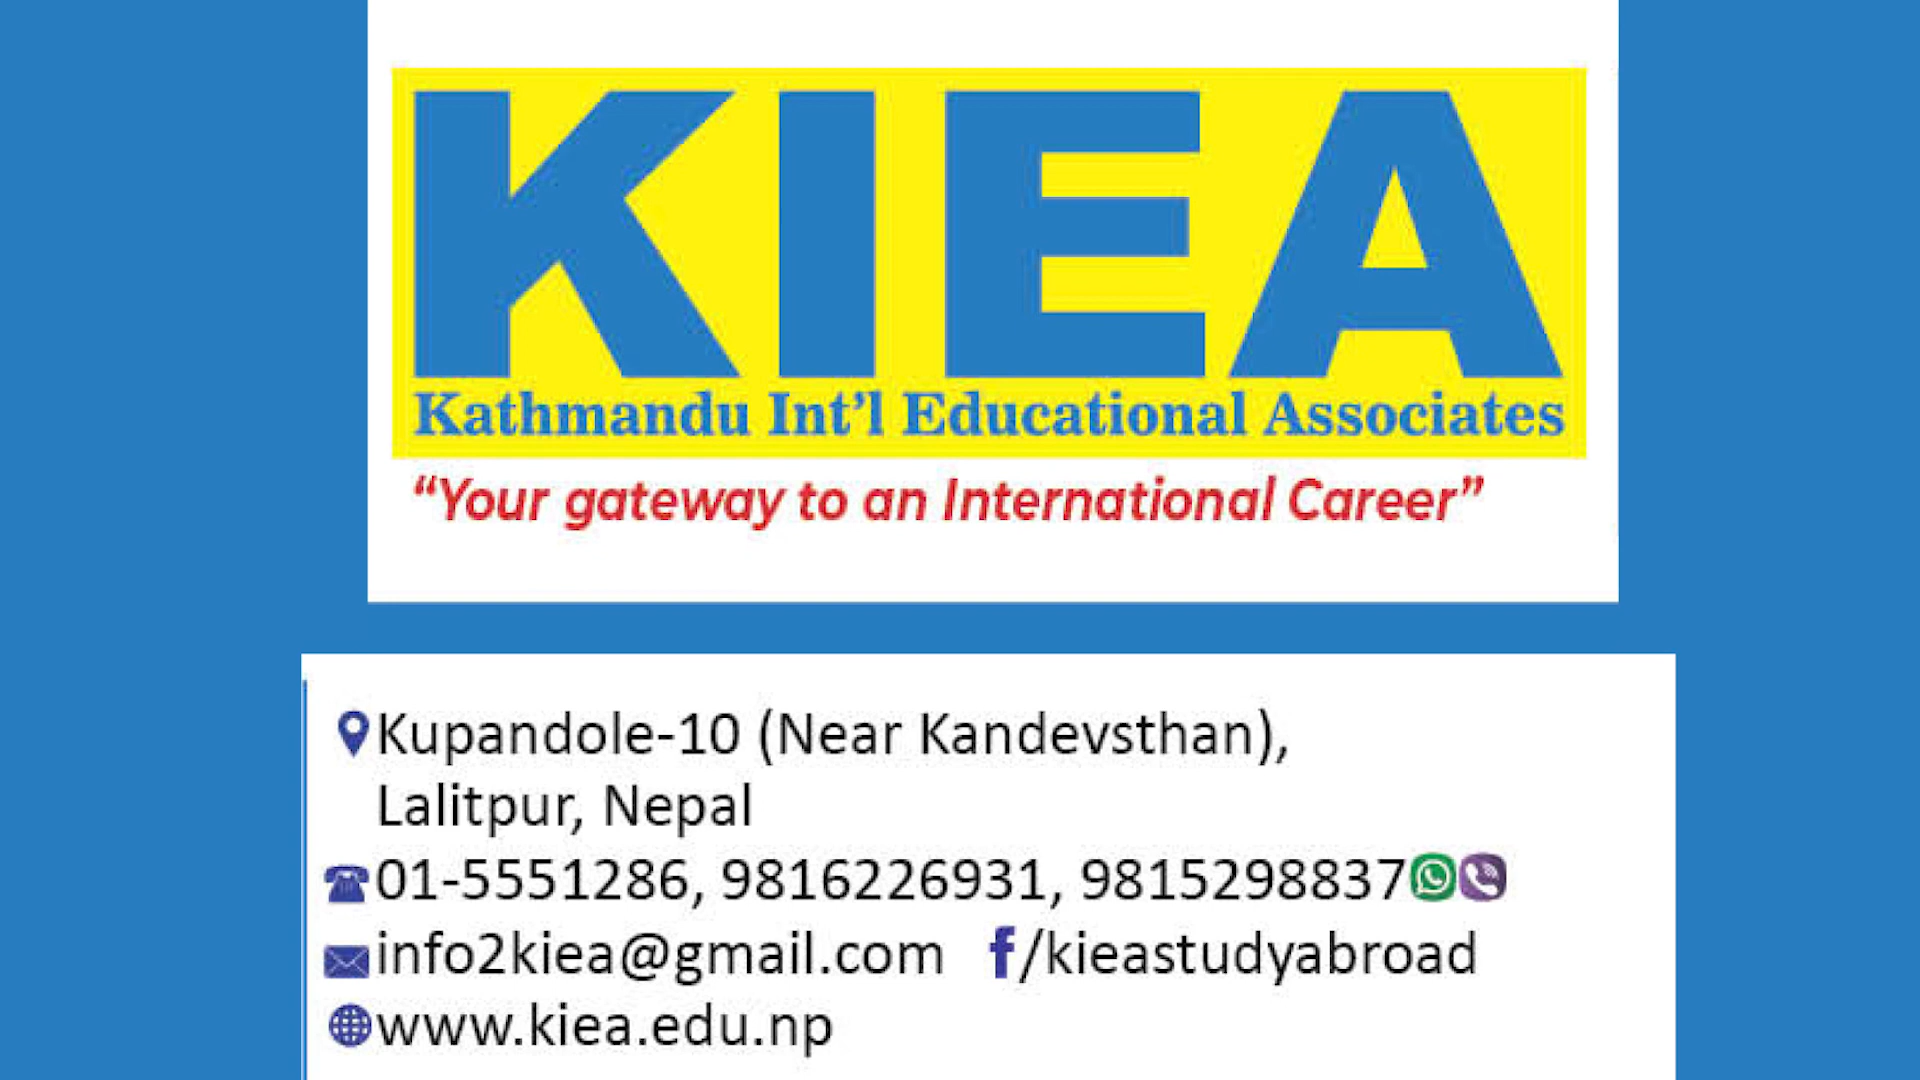 KIEA
Kathmandu Int'l Educational Associates
“Your gateway to an International Career”
Kupandole-10 (Near Kandevsthan),
Lalitpur, Nepal
01-5551286, 9816226931, 9815298837
info2kiea@gmail.com f/kieastudyabroad
www.kiea.edu.np